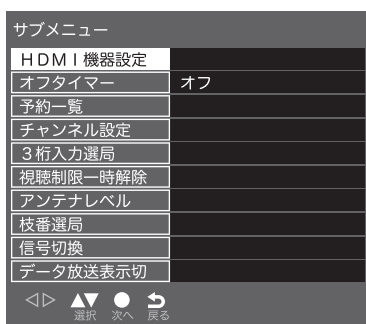 サブメニュー
ＨＤＭＩ機器設定
オフタイマー オフ
予約一覧
チャンネル設定
３桁入力選局
視聴制限一時解除
アンテナレベル
枝番選局
信号切換
データ放送表示切
選択 次へ 戻る